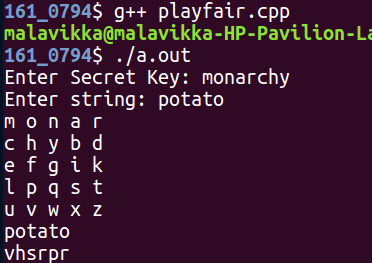 161_0794$ g++ playfair.cpp
malavikka@malavikka-HP-Pavilion-La
161_0794$ ./a.out
Enter Secret Key: monarchy
Enter string: potato
m o n a r
c h y b d
e f g i k
l p q s t
u v w x z
potato
vhsrpr